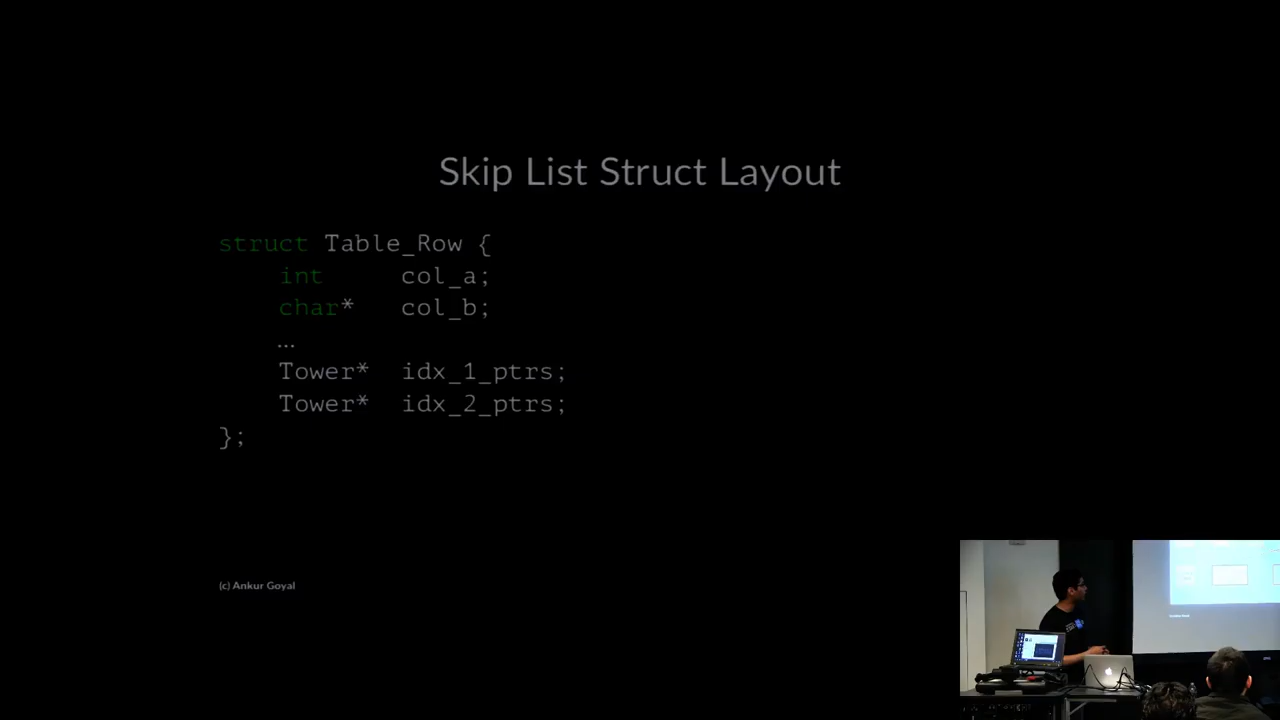 Skip List Struct Layout
struct Table_Row {
int col_a;
char* col_b;
...
Tower* idx_1_ptrs;
Tower* idx_2_ptrs;
};
(c) Ankur Goyal